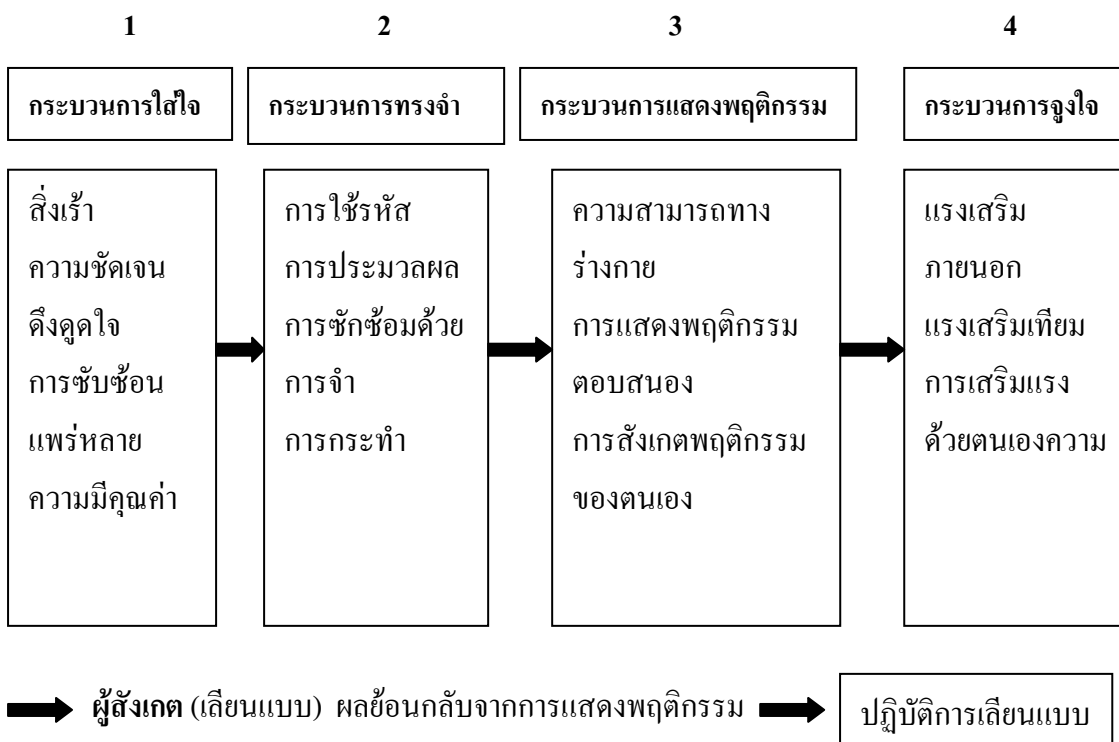 1 2 3 4
กระบวนการใส่ใจ กระบวนการทรงจำ กระบวนการแสดงพฤติกรรม กระบวนการจูงใจ
สิ่งเร้า
ความชัดเจน
ดึงดูดใจ
การซับซ้อน
แพร่หลาย
ความมีคุณค่า
การใช้รหัส
การประมวลผล
การซักซ้อมด้วย
การจำ
การกระทำ
ความสามารถทาง
ร่างกาย
การแสดงพฤติกรรม
ตอบสนอง
การสังเกตพฤติกรรม
ของตนเอง
แรงเสริม
ภายนอก
แรงเสริมเทียม
การเสริมแรง
ด้วยตนเองความ
ผู้สังเกต (เลียนแบบ) ผลย้อนกลับจากการแสดงพฤติกรรม ปฏิบัติการเลียนแบบ